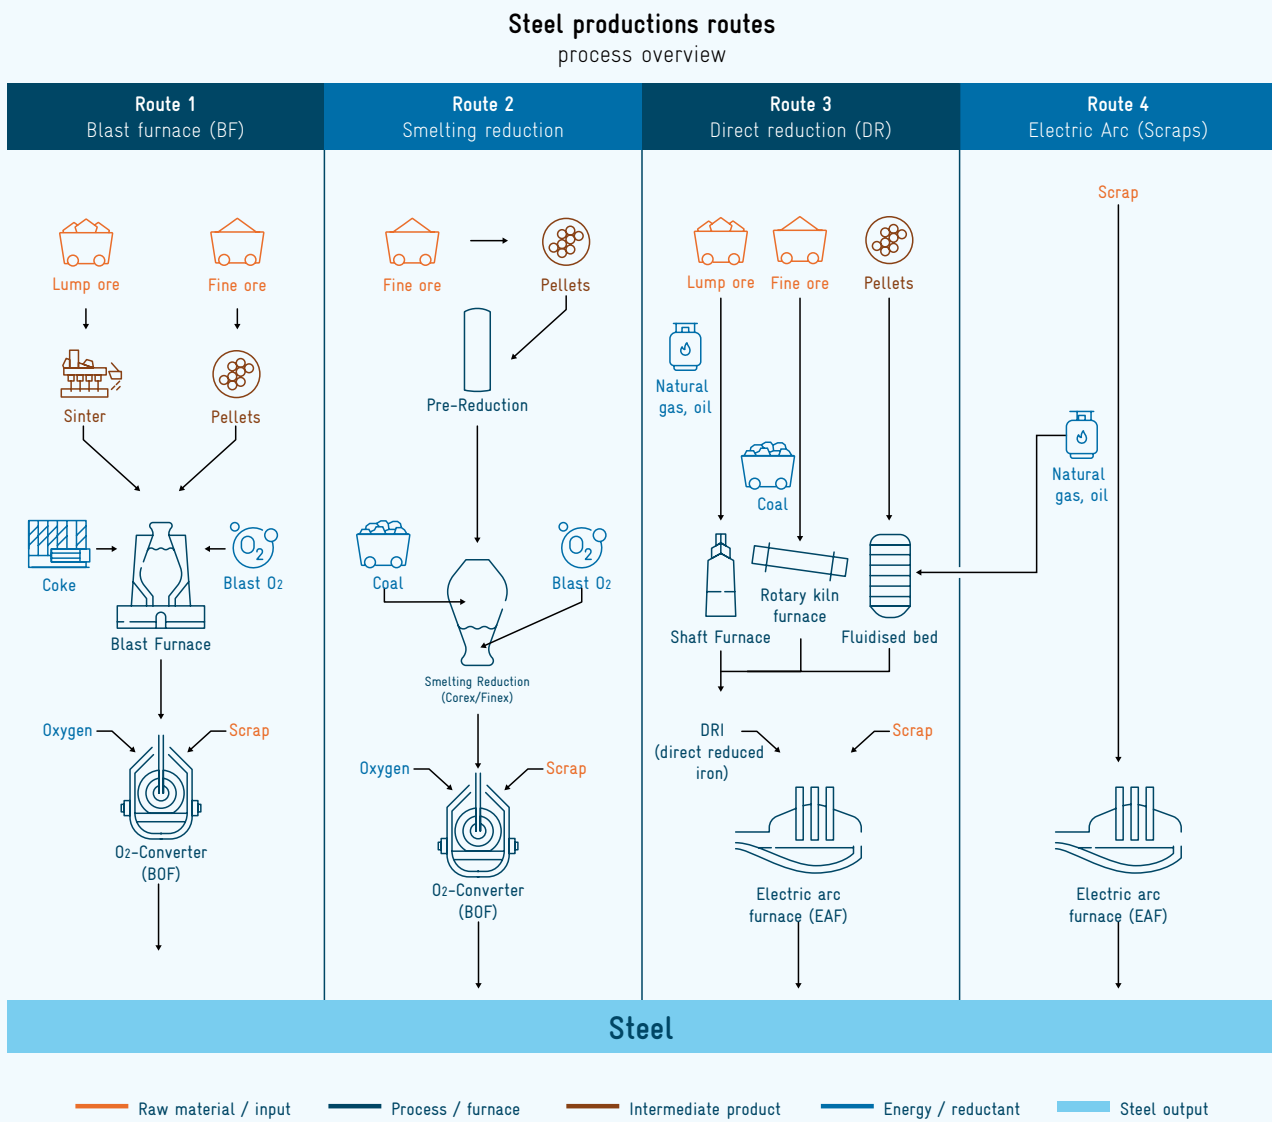 Steel productions routes
process overview
Route 1
Blast furnace (BF)
Route 2
Smelting reduction
Route 3
Direct reduction (DR)
Route 4
Electric Arc (Scraps)
Lump ore
Fine ore
Sinter
Pellets
Coke
O2
Blast O2
Blast Furnace
Oxygen
Scrap
O2-Converter
(BOF)
Fine ore
Pellets
Pre-Reduction
Coal
O2
Blast O2
Smelting Reduction
(Corex/Finex)
Oxygen
Scrap
O2-Converter
(BOF)
Lump ore
Fine ore
Pellets
Natural
gas, oil
Coal
Shaft Furnace
Rotary kiln
furnace
Fluidised bed
DRI
(direct reduced
iron)
Scrap
Electric arc
furnace (EAF)
Scrap
Natural
gas, oil
Electric arc
furnace (EAF)
Steel
Raw material / input
Process / furnace
Intermediate product
Energy / reductant
Steel output